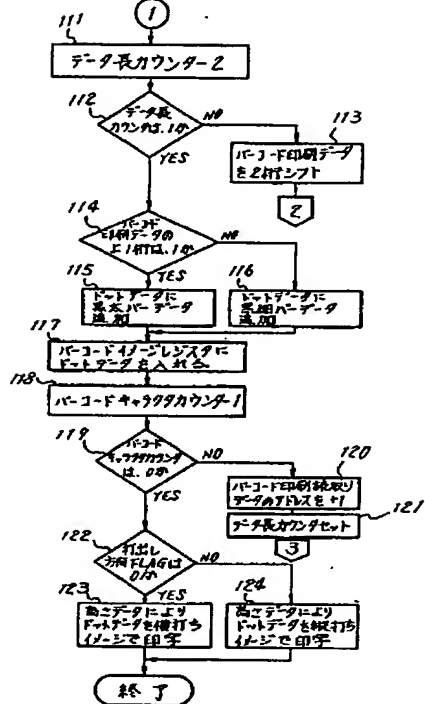 1
111
データ長カウンター2
112
データ長
カウンタは、1か
NO
YES
113
バーコード印刷データ
を2桁シフト
2
114
バーコード
印刷データの
上1桁は、1か
NO
YES
115
ドットデータに
黒太バーデータ
追加
116
ドットデータに
黒細バーデータ
追加
117
バーコードイメージレジスタに
ドットデータを入れる
118
バーコードキャラクタカウンター1
119
バーコード
キャラクタカウンタ
は、0か
NO
YES
120
バーコード印刷読取り
データのアドレスを+1
121
データ長カウンタセット
3
122
打出し
方向FLAGは
0か
NO
YES
123
高さデータにより
ドットデータを横打ち
イメージで印字
124
高さデータにより
ドットデータを縦打ち
イメージで印字
終了